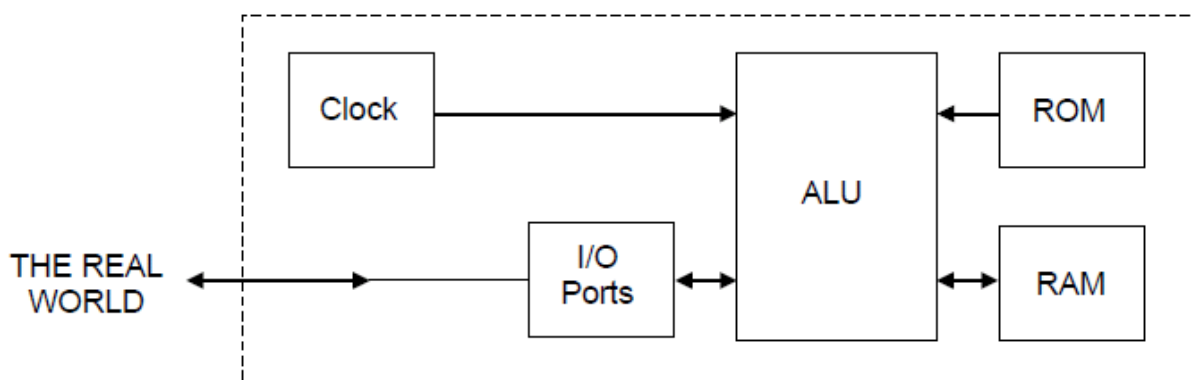 Clock
ROM
ALU
I/O
Ports
THE REAL
WORLD
RAM